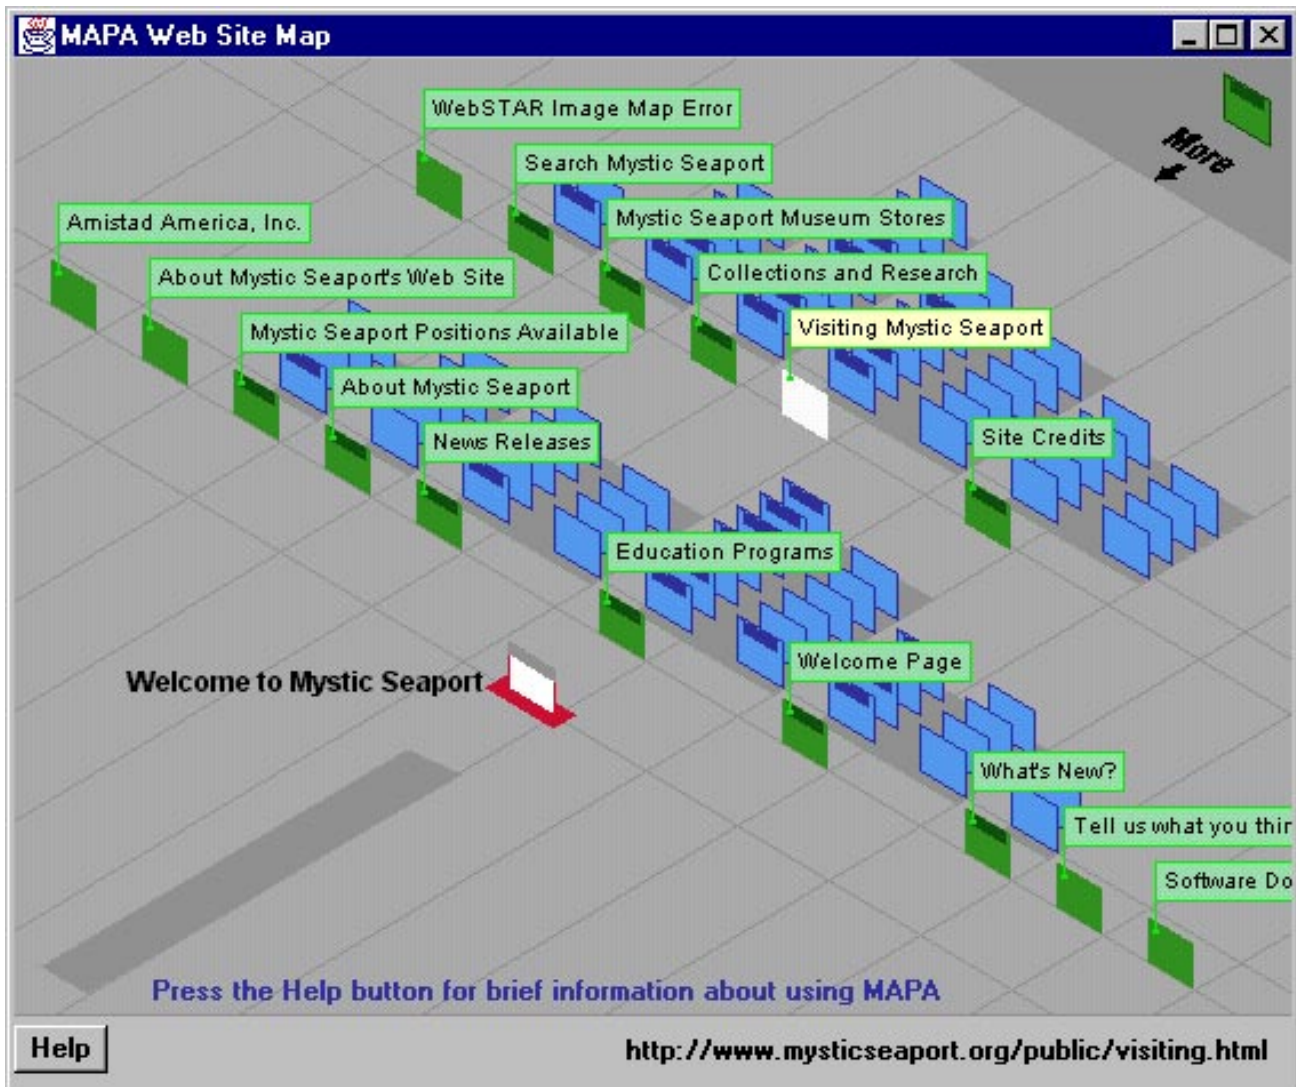 MAPA Web Site Map
WebSTAR Image Map Error
More
Search Mystic Seaport
Amistad America, Inc.
Mystic Seaport Museum Stores
About Mystic Seaport's Web Site
Collections and Research
Mystic Seaport Positions Available
Visiting Mystic Seaport
About Mystic Seaport
News Releases
Site Credits
Education Programs
Welcome to Mystic Seaport
Welcome Page
What's New?
Tell us what you thin
Software Do
Press the Help button for brief information about using MAPA
Help
http://www.mysticseaport.org/public/visiting.html